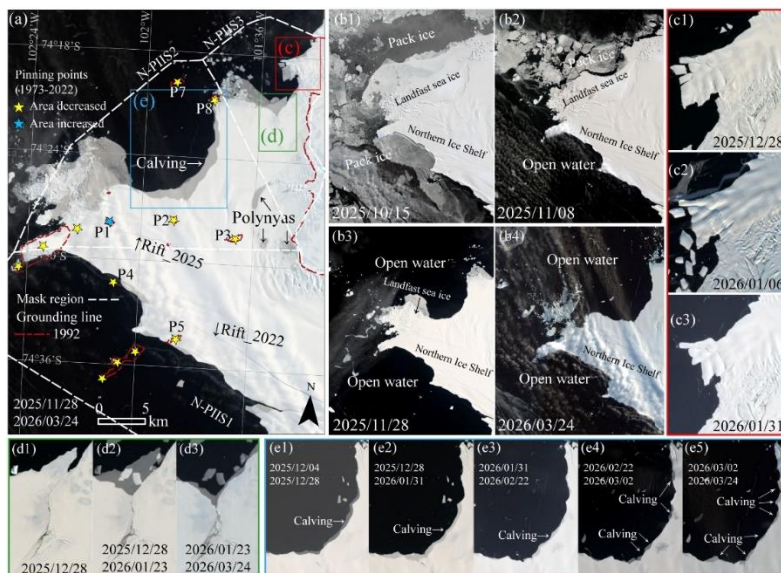 (a)
102°24'W
102°W
101°36'W
74°18'S
N-PIIS2
N-PIIS3
(c)
Pinning points
(1973-2022)
Area decreased
Area increased
P7
P8
(e)
(d)
74°24'S
Calving→
P1
P2
P3
Polynyas
↑Rift_2025
P4
Mask region
Grounding line
1992
P5
↓Rift_2022
74°36'S
N-PIIS1
N
2025/11/28
2026/03/24
0
5
km
(b1)
Pack ice
Landfast sea ice
Northern Ice Shelf
Pack ice
2025/10/15
(b2)
Pack ice
Landfast sea ice
Northern Ice Shelf
Open water
2025/11/08
(b3)
Open water
Landfast sea ice
Northern Ice Shelf
Open water
2025/11/28
(b4)
Open water
Northern Ice Shelf
Open water
2026/03/24
(c1)
2025/12/28
(c2)
2026/01/06
(c3)
2026/01/31
(d1)
2025/12/28
(d2)
2025/12/28
2026/01/23
(d3)
2026/01/23
2026/03/24
(e1)
2025/12/04
2025/12/28
Calving→
(e2)
2025/12/28
2026/01/31
Calving→
(e3)
2026/01/31
2026/02/22
Calving→
(e4)
2026/02/22
2026/03/02
Calving
Calving
(e5)
2026/03/02
2026/03/24
Calving
Calving